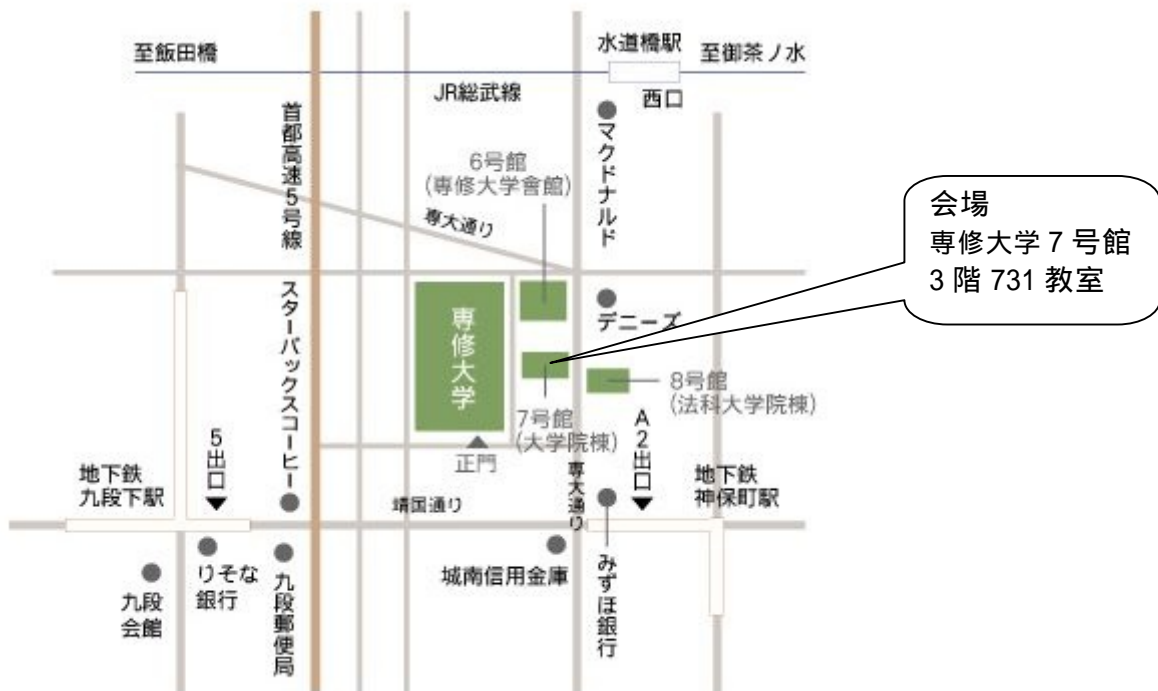 水道橋駅
至飯田橋
至御茶ノ水
JR総武線
西口
首都高速5号線
マクドナルド
6号館
(専修大学會館)
専大通り
会場
専修大学 7 号館
3 階 731 教室
スターバックスコーヒー
専修大学
デニーズ
8号館
(法科大学院棟)
7号館
(大学院棟)
正門
5出口
A2出口
地下鉄
九段下駅
地下鉄
神保町駅
靖国通り
専大通り
りそな
銀行
九段
会館
九段郵便局
城南信用金庫
みずほ銀行